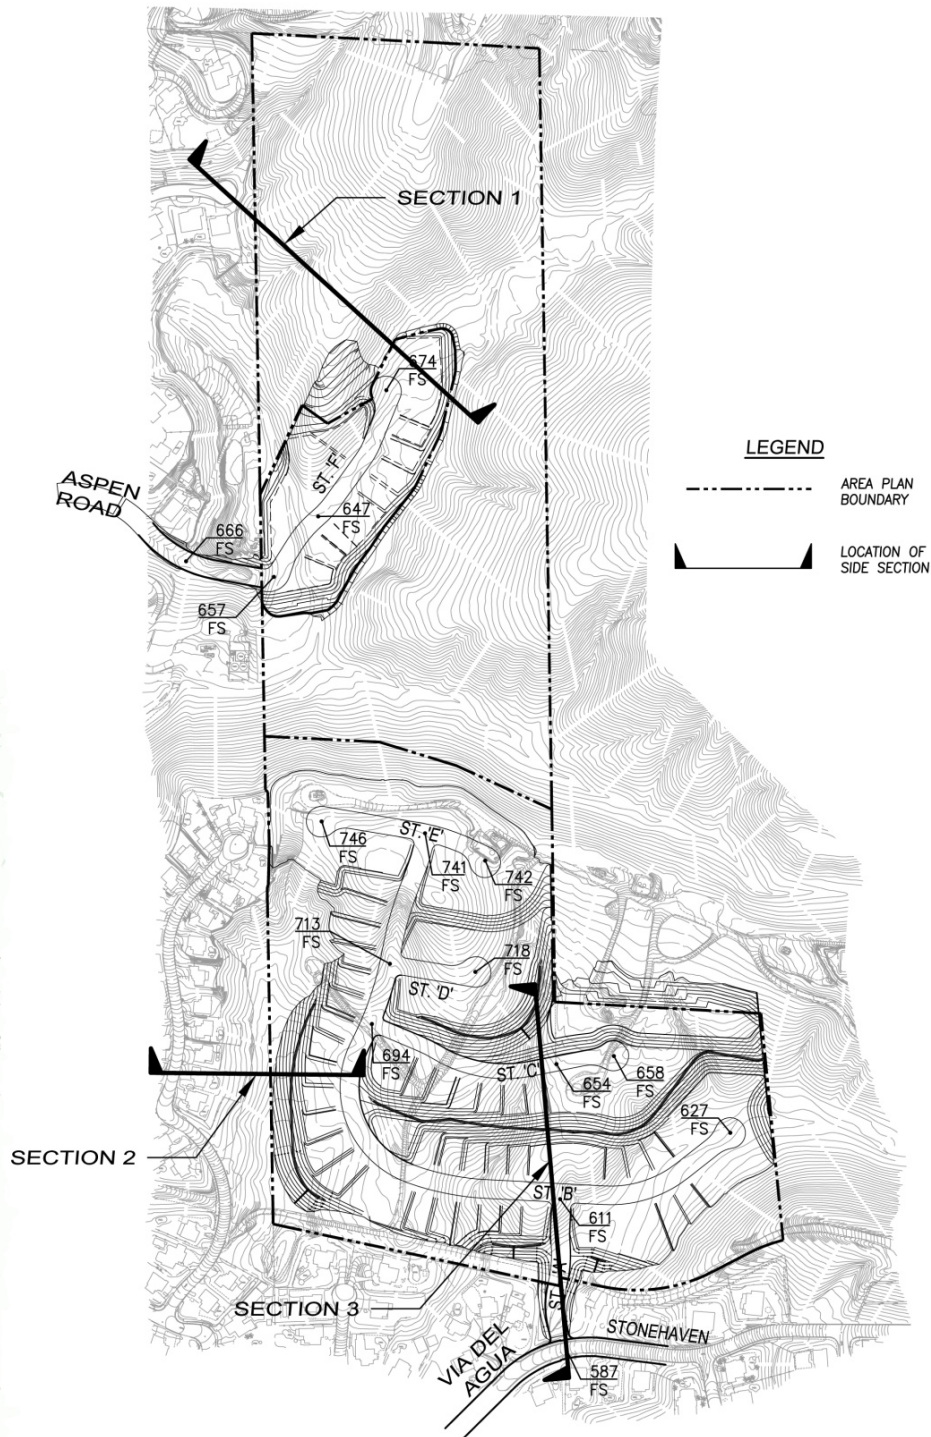 SECTION 1
674
FS
LEGEND
ST. 'F'
ASPEN
ROAD
AREA PLAN
BOUNDARY
647
FS
666
FS
LOCATION OF
SIDE SECTION
657
FS
ST. 'E'
746
FS
741
FS
742
FS
713
FS
718
FS
ST. 'D'
694
FS
ST. 'C'
654
FS
658
FS
627
FS
SECTION 2
ST. 'B'
611
FS
SECTION 3
STONEHAVEN
VIA DEL
AGUA
587
FS